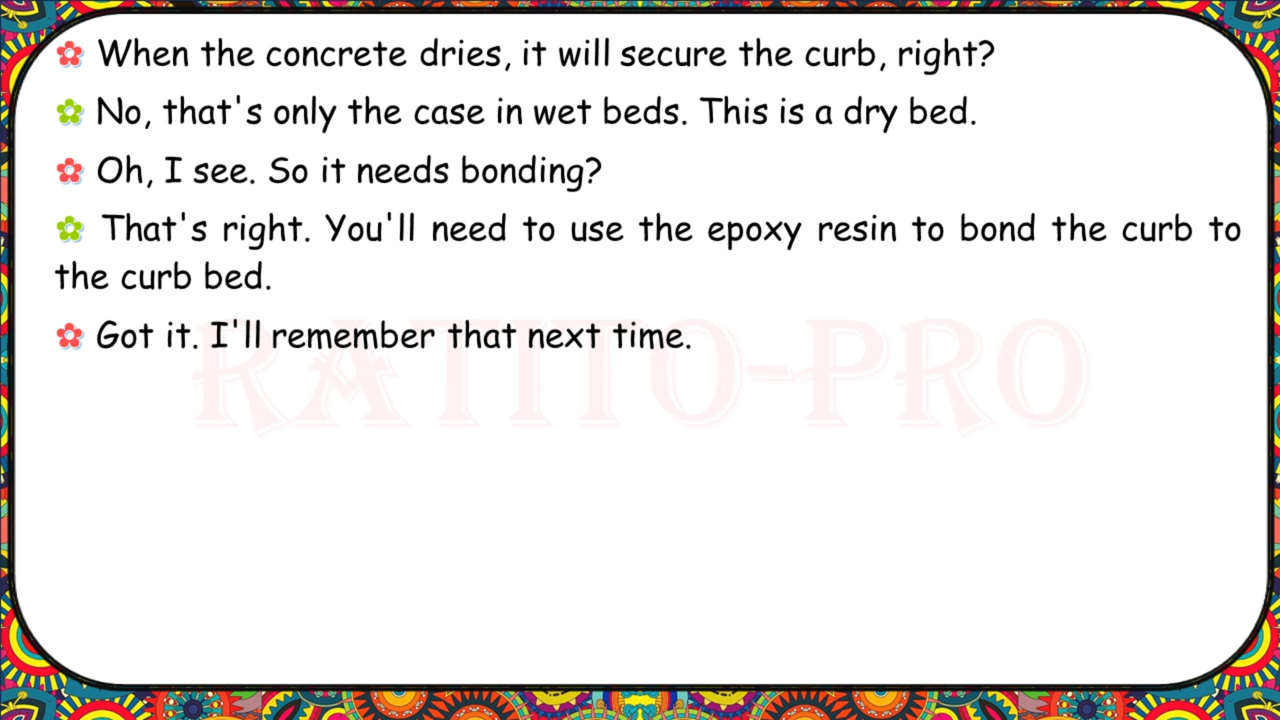 When the concrete dries, it will secure the curb, right?
No, that's only the case in wet beds. This is a dry bed.
Oh, I see. So it needs bonding?
That's right. You'll need to use the epoxy resin to bond the curb to
the curb bed.
Got it. I'll remember that next time.
RATITO-PRO